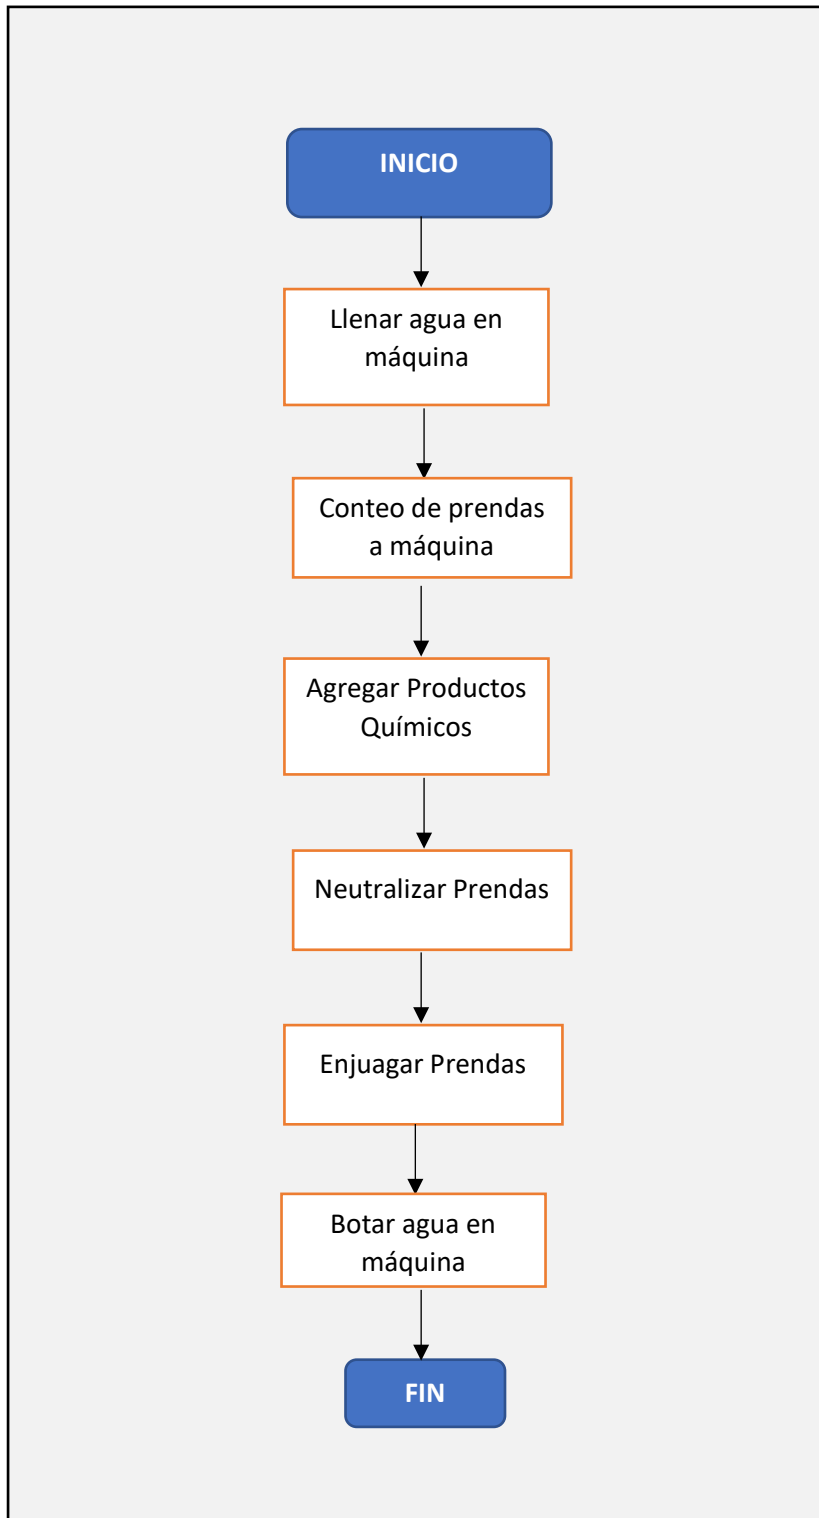 INICIO
Llenar agua en
máquina
Conteo de prendas
a máquina
Agregar Productos
Químicos
Neutralizar Prendas
Enjuagar Prendas
Botar agua en
máquina
FIN